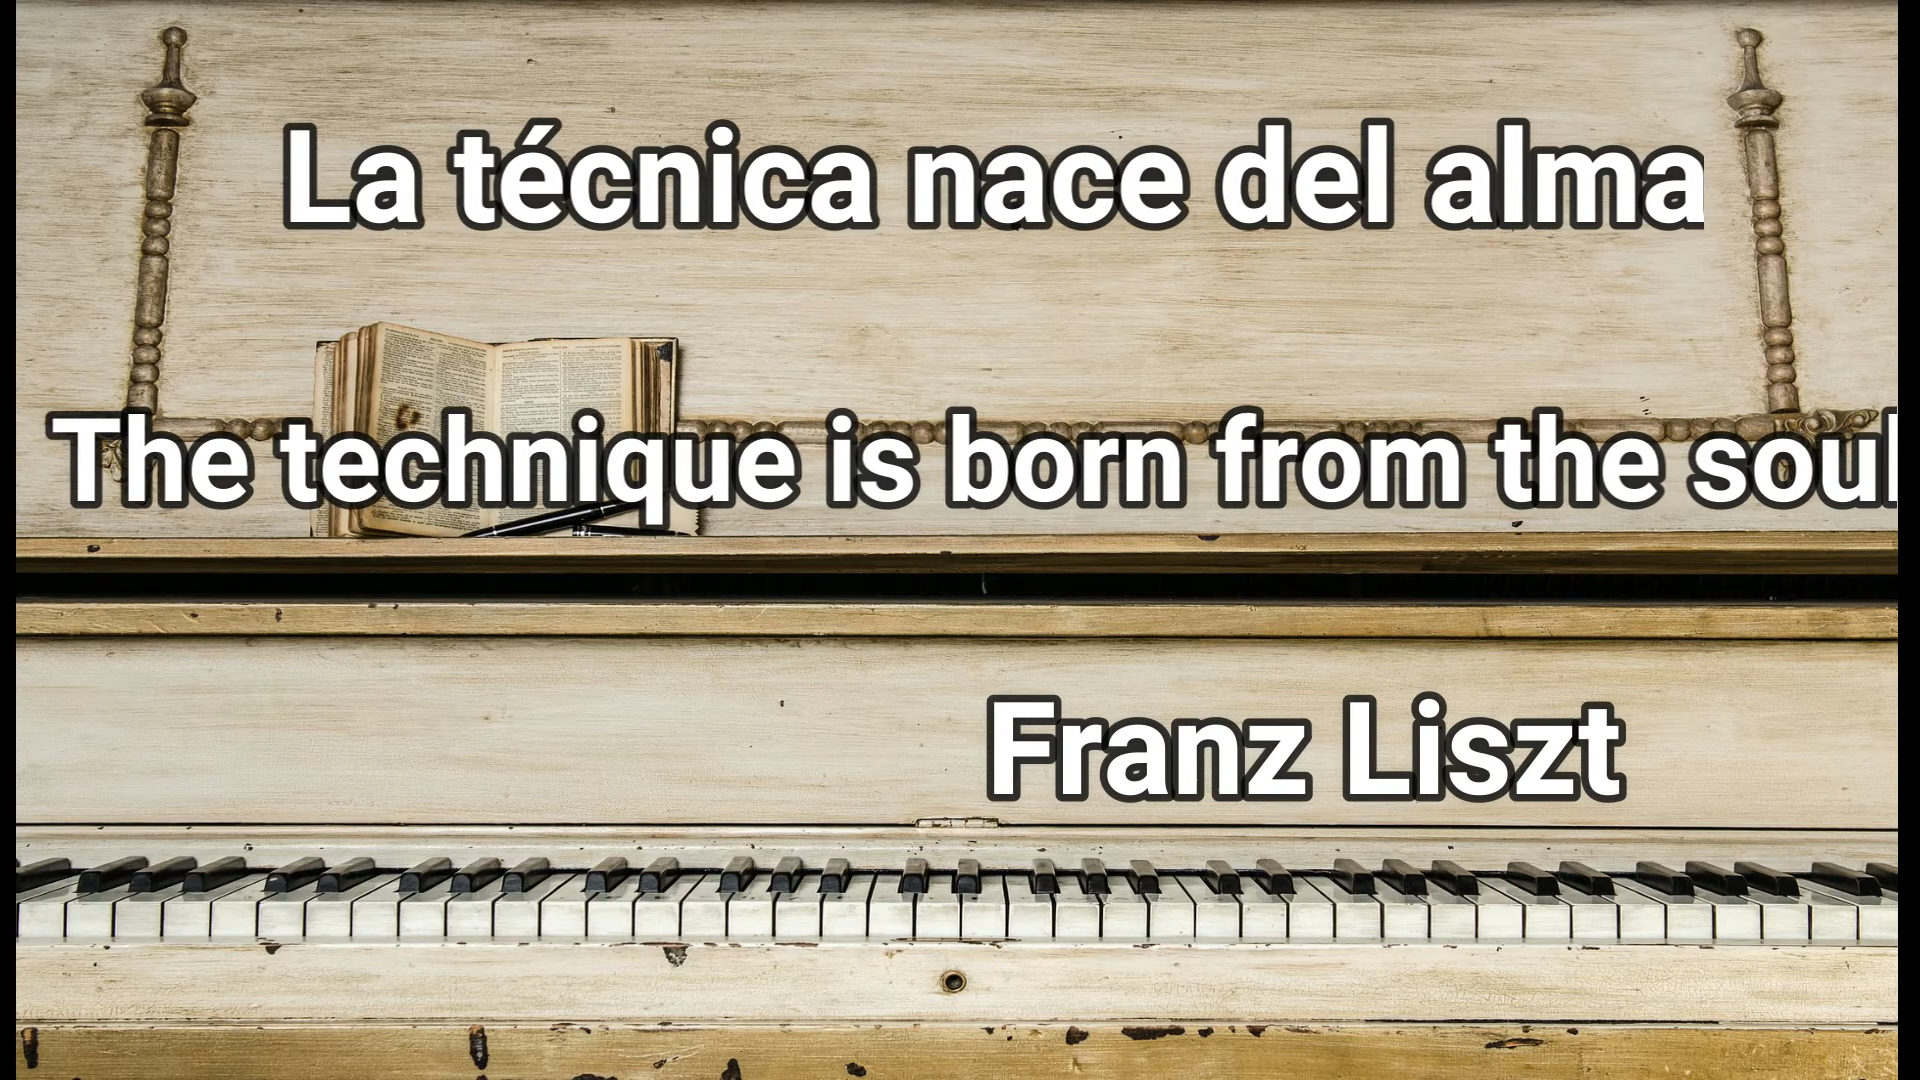 La técnica nace del alma
The technique is born from the soul
Franz Liszt